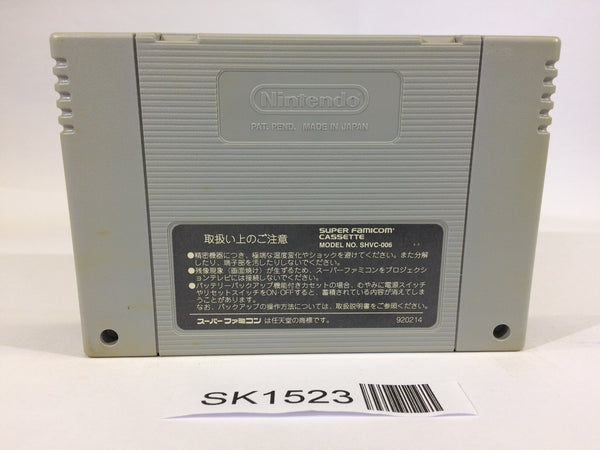 Nintendo
PAT. PEND. MADE IN JAPAN
取扱い上のご注意
SUPER FAMICOM
CASSETTE
MODEL NO. SHVC-006
●精密機器につき、極端な温度変化やショックを避けてください。また分解
したり、端子部を汚したりしないでください。
●残像現象（画面焼け）が生ずるため、スーパーファミコンをプロジェクシ
ョンテレビには接続しないでください。
●バッテリーバックアップ機能付きカセットの場合、むやみに電源スイッチ
やリセットスイッチをON・OFFすると、蓄積されている内容が消えてしま
うことがあります。
なお、バックアップの操作方法については、取扱説明書をご参照ください。
スーパーファミコン は任天堂の商標です。
920214
SK1523